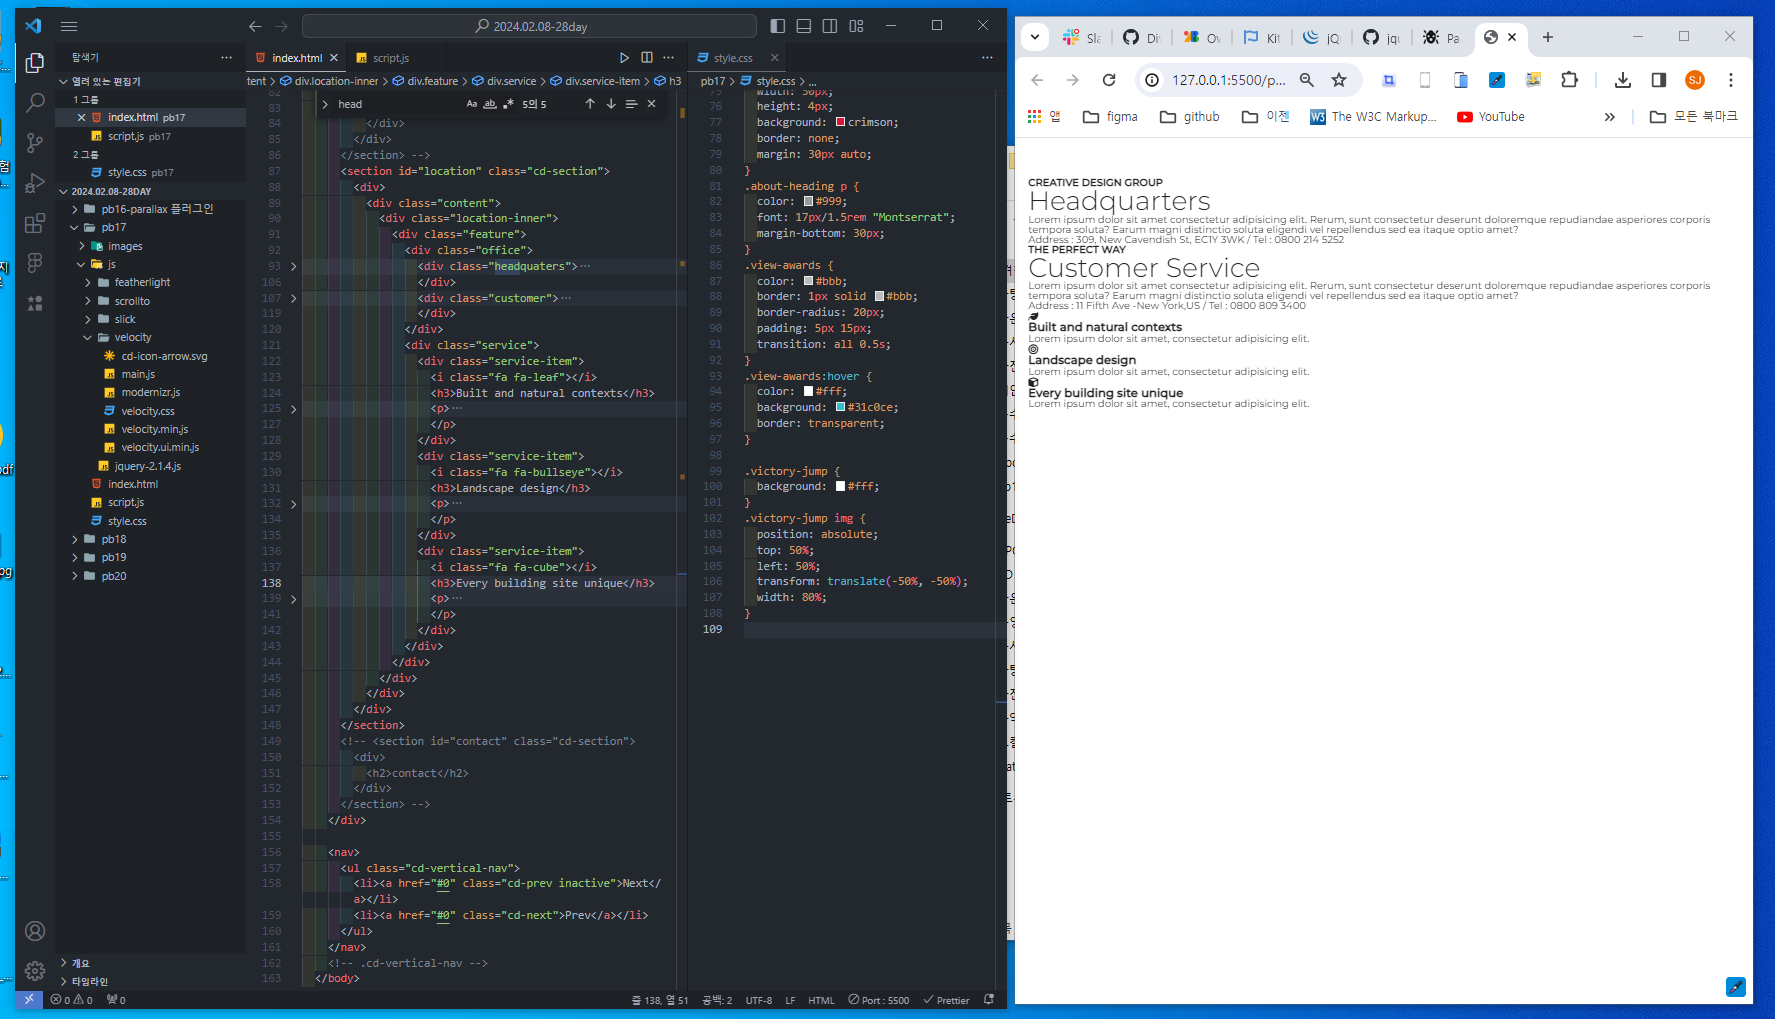 2024.02.08-28day
탐색기
열려 있는 편집기
1 그룹
index.html pb17
script.js pb17
2 그룹
style.css pb17
2024.02.08-28DAY
pb16-parallax 플러그인
pb17
images
js
featherlight
scrollto
slick
velocity
cd-icon-arrow.svg
main.js
modernizr.js
velocity.css
velocity.min.js
velocity.ui.min.js
jquery-2.1.4.js
index.html
script.js
style.css
pb18
pb19
pb20
개요
타임라인
index.html
script.js
tent > div.location-inner > div.feature > div.service > div.service-item > h3
head
Aa ab 5의 5
82
83
84 </div>
85 </div>
86 </section> -->
87 <section id="location" class="cd-section">
88 <div>
89 <div class="content">
90 <div class="location-inner">
91 <div class="feature">
92 <div class="office">
93 <div class="headquaters">…
106 </div>
107 <div class="customer">…
119 </div>
120 </div>
121 <div class="service">
122 <div class="service-item">
123 <i class="fa fa-leaf"></i>
124 <h3>Built and natural contexts</h3>
125 <p>…
127 </p>
128 </div>
129 <div class="service-item">
130 <i class="fa fa-bullseye"></i>
131 <h3>Landscape design</h3>
132 <p>…
134 </p>
135 </div>
136 <div class="service-item">
137 <i class="fa fa-cube"></i>
138 <h3>Every building site unique</h3>
139 <p>…
141 </p>
142 </div>
143 </div>
144 </div>
145 </div>
146 </div>
147 </div>
148 </section>
149 <!-- <section id="contact" class="cd-section">
150 <div>
151 <h2>contact</h2>
152 </div>
153 </section> -->
154 </div>
155
156 <nav>
157 <ul class="cd-vertical-nav">
158 <li><a href="#0" class="cd-prev inactive">Next</
a></li>
159 <li><a href="#0" class="cd-next">Prev</a></li>
160 </ul>
161 </nav>
162 <!-- .cd-vertical-nav -->
163 </body>
style.css
pb17 > style.css > ...
75 width: 50px;
76 height: 4px;
77 background: crimson;
78 border: none;
79 margin: 30px auto;
80 }
81 .about-heading p {
82 color: #999;
83 font: 17px/1.5rem "Montserrat";
84 margin-bottom: 30px;
85 }
86 .view-awards {
87 color: #bbb;
88 border: 1px solid #bbb;
89 border-radius: 20px;
90 padding: 5px 15px;
91 transition: all 0.5s;
92 }
93 .view-awards:hover {
94 color: #fff;
95 background: #31c0ce;
96 border: transparent;
97 }
98
99 .victory-jump {
100 background: #fff;
101 }
102 .victory-jump img {
103 position: absolute;
104 top: 50%;
105 left: 50%;
106 transform: translate(-50%, -50%);
107 width: 80%;
108 }
109
0 0 0
줄 138, 열 51 공백: 2 UTF-8 LF HTML Port : 5500 Prettier
Sla Di Ov Kit jQ jqu Pa
127.0.0.1:5500/p...
SJ
앱 figma github 이젠 The W3C Markup... YouTube » 모든 북마크
CREATIVE DESIGN GROUP
Headquarters
Lorem ipsum dolor sit amet consectetur adipisicing elit. Rerum, sunt consectetur deserunt doloremque repudiandae asperiores corporis
tempora soluta? Earum magni distinctio soluta eligendi vel repellendus sed ea itaque optio amet?
Address : 309, New Cavendish St, EC1Y 3WK / Tel : 0800 214 5252
THE PERFECT WAY
Customer Service
Lorem ipsum dolor sit amet consectetur adipisicing elit. Rerum, sunt consectetur deserunt doloremque repudiandae asperiores corporis
tempora soluta? Earum magni distinctio soluta eligendi vel repellendus sed ea itaque optio amet?
Address : 11 Fifth Ave -New York,US / Tel : 0800 809 3400
Built and natural contexts
Lorem ipsum dolor sit amet, consectetur adipisicing elit.
Landscape design
Lorem ipsum dolor sit amet, consectetur adipisicing elit.
Every building site unique
Lorem ipsum dolor sit amet, consectetur adipisicing elit.